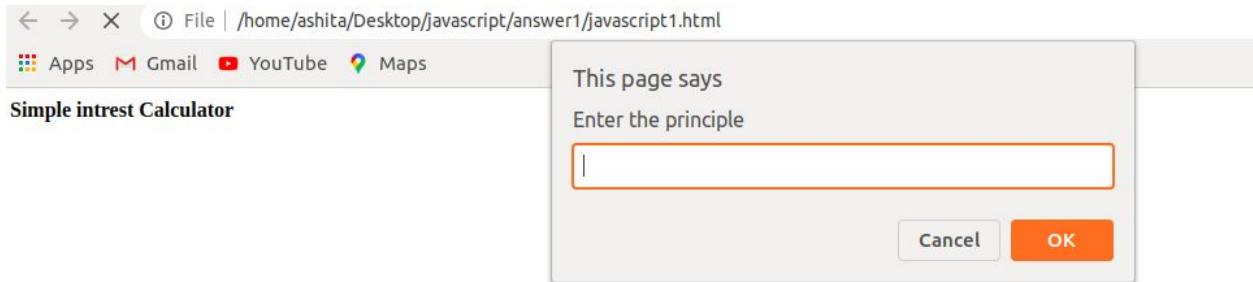 File | /home/ashita/Desktop/javascript/answer1/javascript1.html
Apps Gmail YouTube Maps
Simple intrest Calculator
This page says
Enter the principle
Cancel OK